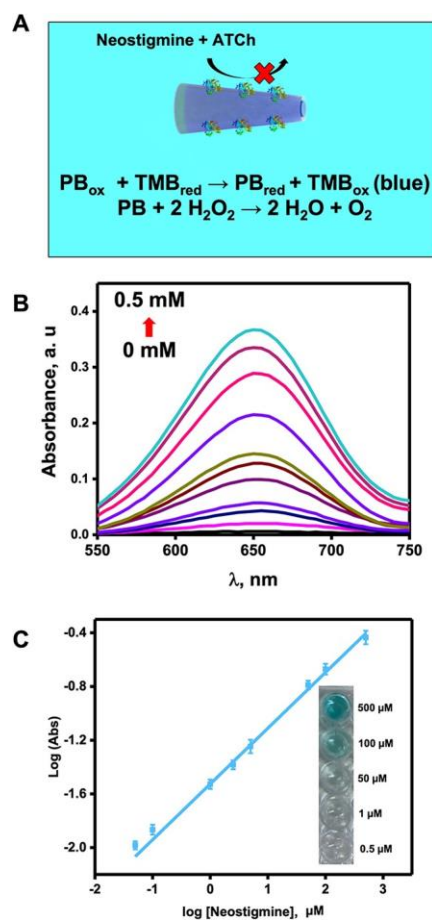 A
Neostigmine + ATCh
PBox + TMBred → PBred + TMBox (blue)
PB + 2 H2O2 → 2 H2O + O2
B
0.5 mM
0 mM
0.4
0.3
0.2
0.1
0.0
Absorbance, a. u
550 600 650 700 750
λ, nm
C
-0.4
-0.8
-1.2
-1.6
-2.0
Log (Abs)
500 µM
100 µM
50 µM
1 µM
0.5 µM
-2 -1 0 1 2 3
log [Neostigmine], µM